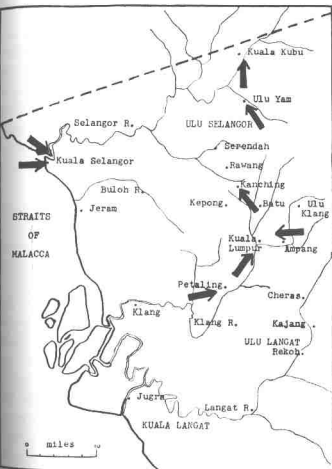 Kuala Kubu
Ulu Yam
Selangor R.
ULU SELANGOR
Serendah
Rawang
Kuala Selangor
Kanching
Buloh R.
Kepong.
Batu
Ulu
Klang
Jeram
STRAITS
OF
MALACCA
Kuala
Lumpur
Ampang
Petaling.
Cheras.
Klang
Klang R.
Kajang
ULU LANGAT
Rekoh.
Jugra
Langat R.
KUALA LANGAT
0 miles 10